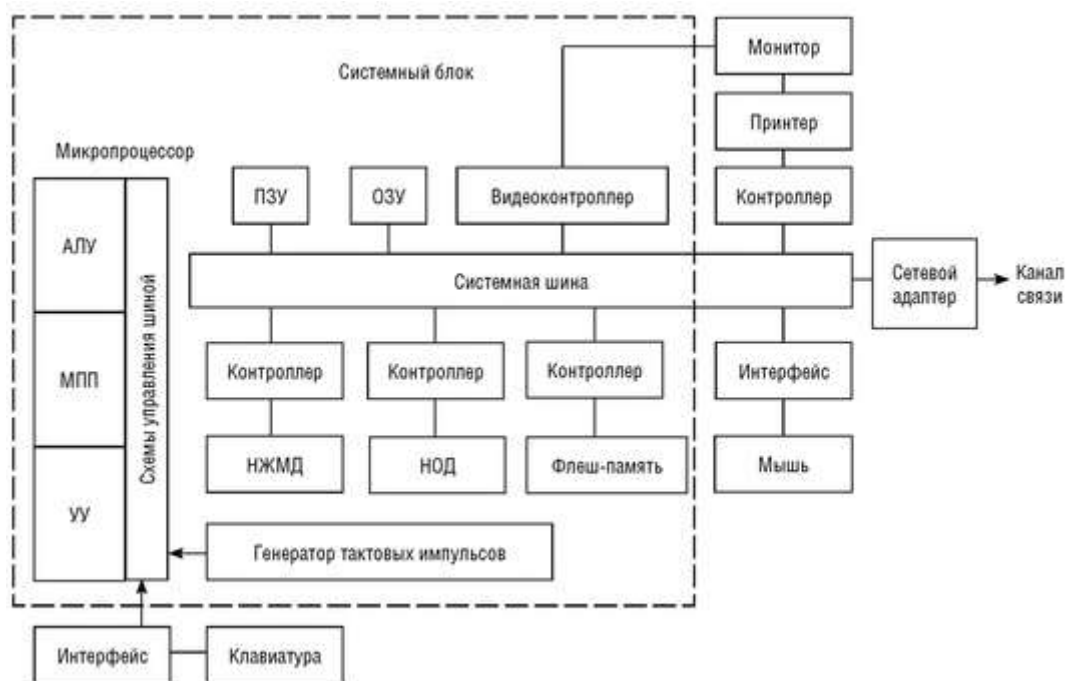 Системный блок
Монитор
Принтер
Контроллер
Микропроцессор
ПЗУ
ОЗУ
Видеоконтроллер
АЛУ
МПП
УУ
Схемы управления шиной
Системная шина
Сетевой
адаптер
Канал
связи
Контроллер
Контроллер
Контроллер
Интерфейс
НЖМД
НОД
Флеш-память
Мышь
Генератор тактовых импульсов
Интерфейс
Клавиатура